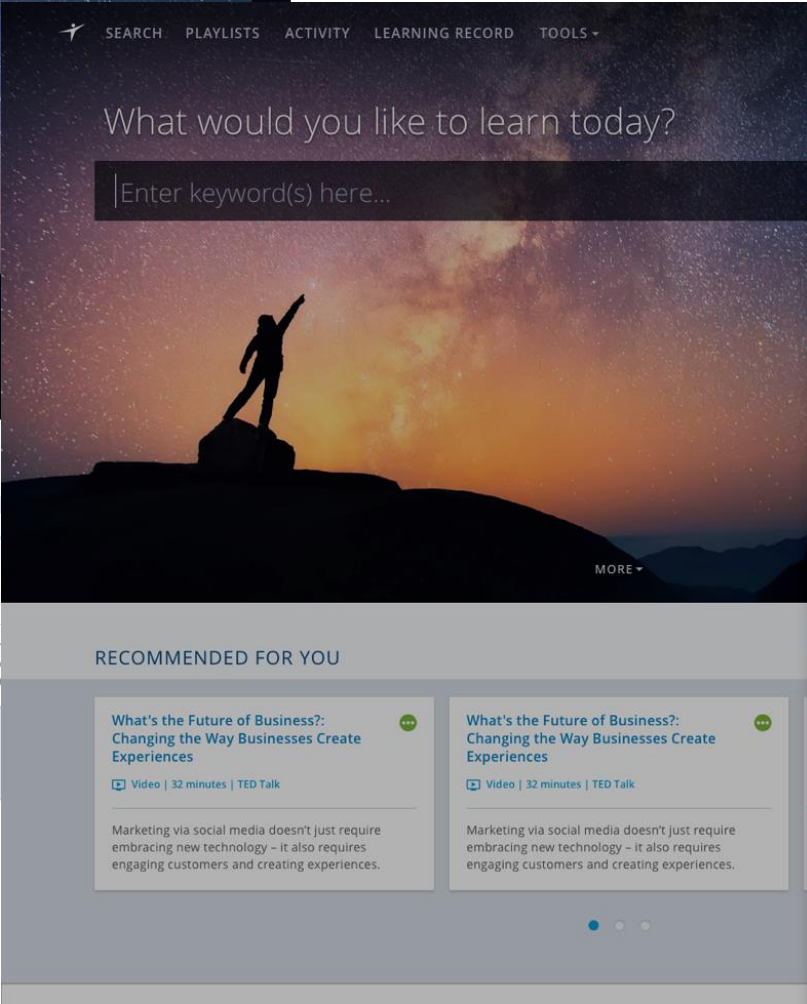 SEARCH PLAYLISTS ACTIVITY LEARNING RECORD TOOLS
What would you like to learn today?
Enter keyword(s) here...
MORE
RECOMMENDED FOR YOU
What's the Future of Business?:
Changing the Way Businesses Create
Experiences
Video | 32 minutes | TED Talk
Marketing via social media doesn’t just require
embracing new technology – it also requires
engaging customers and creating experiences.
What's the Future of Business?:
Changing the Way Businesses Create
Experiences
Video | 32 minutes | TED Talk
Marketing via social media doesn’t just require
embracing new technology – it also requires
engaging customers and creating experiences.